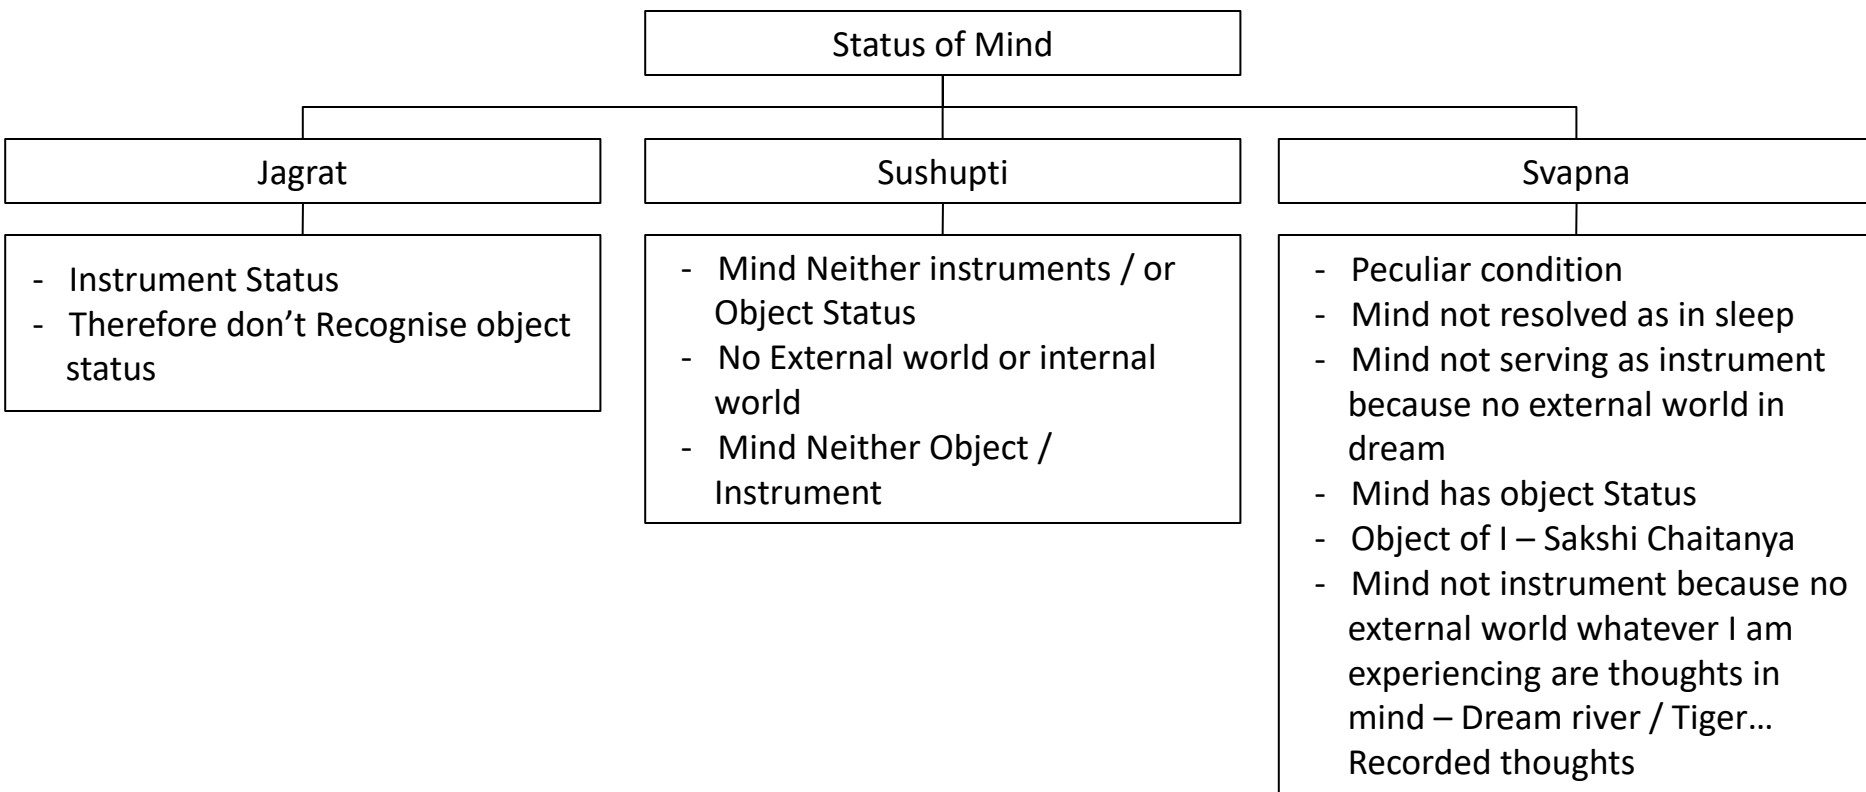 Status of Mind
Jagrat
Sushupti
Svapna
- Instrument Status
- Therefore don’t Recognise object
status
- Mind Neither instruments / or
Object Status
- No External world or internal
world
- Mind Neither Object /
Instrument
- Peculiar condition
- Mind not resolved as in sleep
- Mind not serving as instrument
because no external world in
dream
- Mind has object Status
- Object of I – Sakshi Chaitanya
- Mind not instrument because no
external world whatever I am
experiencing are thoughts in
mind – Dream river / Tiger…
Recorded thoughts